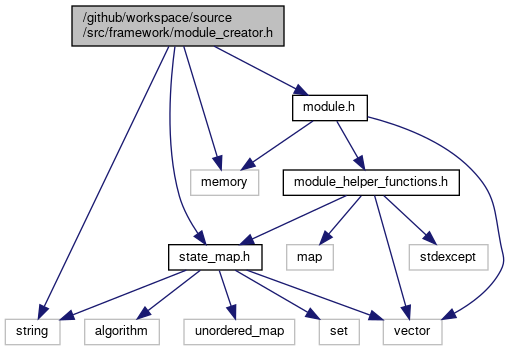 /github/workspace/source
/src/framework/module_creator.h
module.h
memory
module_helper_functions.h
state_map.h
map
stdexcept
string
algorithm
unordered_map
set
vector